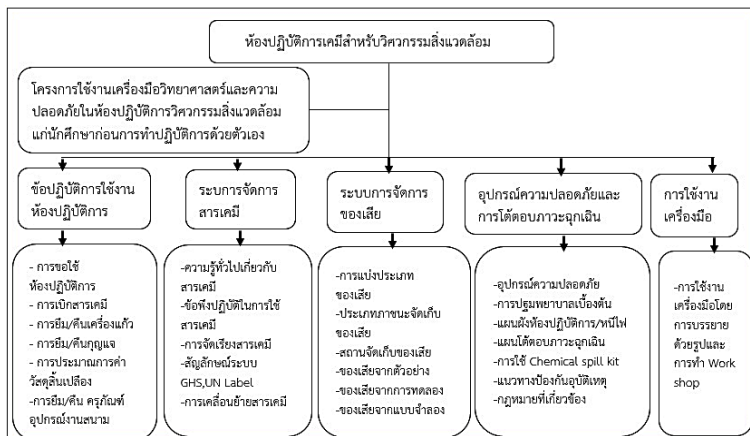 ห้องปฏิบัติการเคมีสำหรับวิศวกรรมสิ่งแวดล้อม
โครงการใช้งานเครื่องมือวิทยาศาสตร์และความ
ปลอดภัยในห้องปฏิบัติการวิศวกรรมสิ่งแวดล้อม
แก่นักศึกษาก่อนการทำปฏิบัติการด้วยตัวเอง
ข้อปฏิบัติการใช้งาน
ห้องปฏิบัติการ
ระบการจัดการ
สารเคมี
ระบบการจัดการ
ของเสีย
อุปกรณ์ความปลอดภัยและ
การโต้ตอบภาวะฉุกเฉิน
การใช้งาน
เครื่องมือ
- การขอใช้
ห้องปฏิบัติการ
- การเบิกสารเคมี
- การยืม/คืนเครื่องแก้ว
- การยืม/คืนกุญแจ
- การประมาณการค่า
วัสดุสิ้นเปลือง
-การยืม/คืน ครุภัณฑ์
อุปกรณ์งานสนาม
-ความรู้ทั่วไปเกี่ยวกับ
สารเคมี
-ข้อพึงปฏิบัติในการใช้
สารเคมี
-การจัดเรียงสารเคมี
-สัญลักษณ์ระบบ
GHS,UN Label
-การเคลื่อนย้ายสารเคมี
-การแบ่งประเภท
ของเสีย
-ประเภทภาชนะจัดเก็บ
ของเสีย
-สถานจัดเก็บของเสีย
-ของเสียจากตัวอย่าง
-ของเสียจากการทดลอง
-ของเสียจากแบบจำลอง
-อุปกรณ์ความปลอดภัย
-การปฐมพยาบาลเบื้องต้น
-แผนผังห้องปฏิบัติการ/หนีไฟ
-แผนโต้ตอบภาวะฉุกเฉิน
-การใช้ Chemical spill kit
-แนวทางป้องกันอุบัติเหตุ
-กฎหมายที่เกี่ยวข้อง
-การใช้งาน
เครื่องมือโดย
การบรรยาย
ด้วยรูปและ
การทำ Work
shop